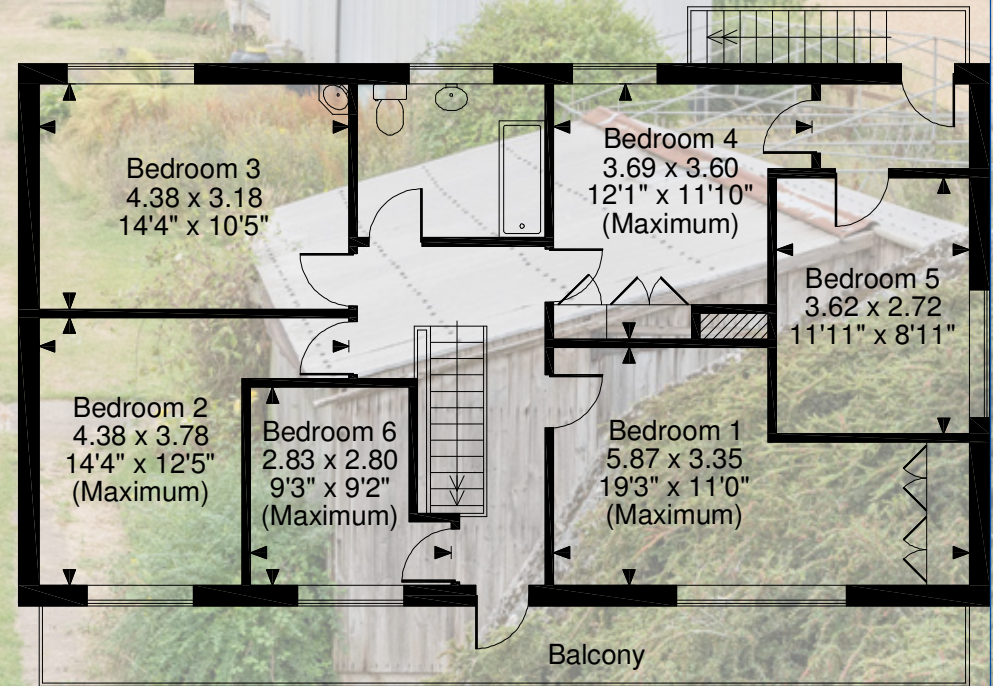 Bedroom 3
4.38 x 3.18
14'4" x 10'5"
Bedroom 4
3.69 x 3.60
12'1" x 11'10"
(Maximum)
Bedroom 5
3.62 x 2.72
11'11" x 8'11"
Bedroom 2
4.38 x 3.78
14'4" x 12'5"
(Maximum)
Bedroom 6
2.83 x 2.80
9'3" x 9'2"
(Maximum)
Bedroom 1
5.87 x 3.35
19'3" x 11'0"
(Maximum)
Balcony